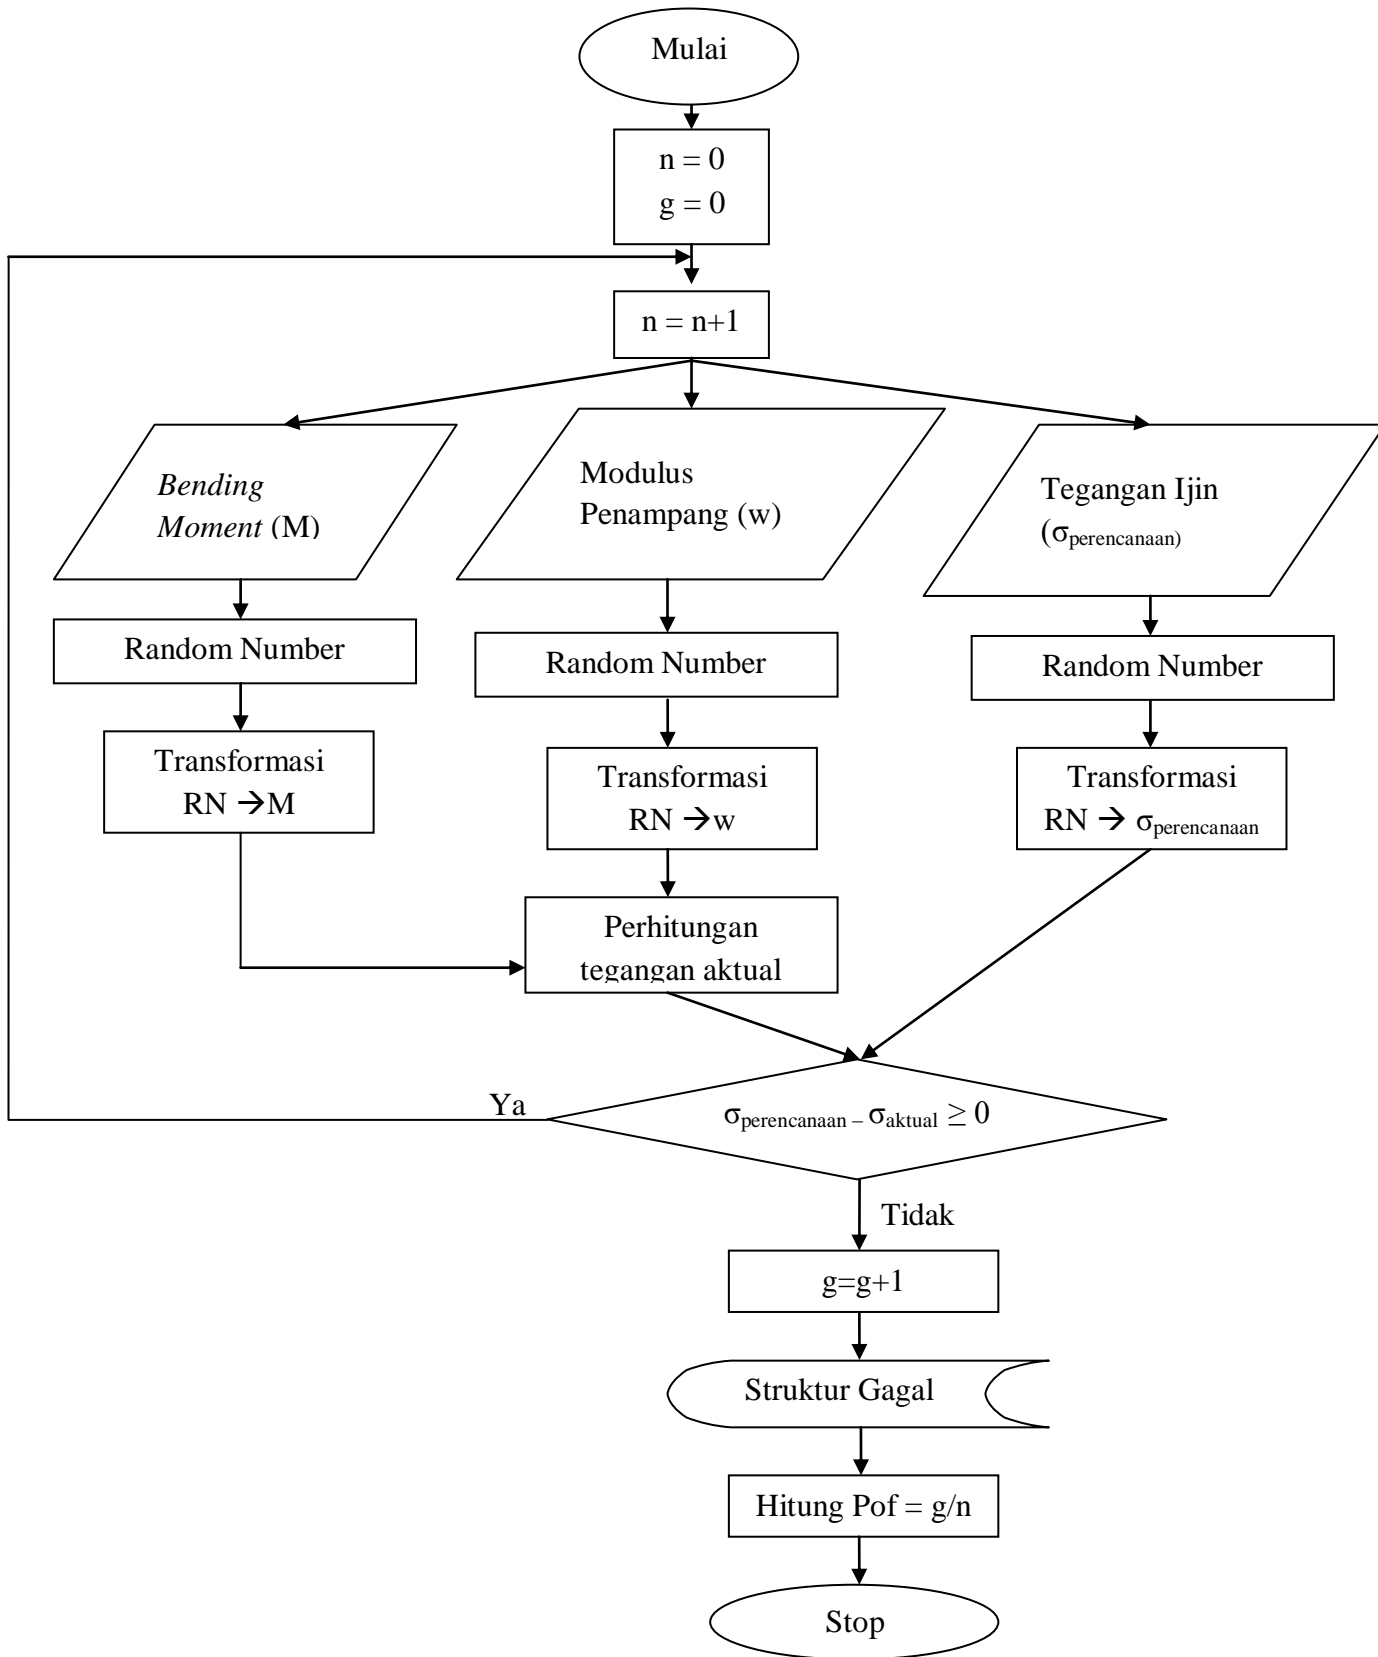 Mulai
n = 0
g = 0
n = n+1
Bending
Moment (M)
Modulus
Penampang (w)
Tegangan Ijin
(σperencanaan)
Random Number
Random Number
Random Number
Transformasi
RN →M
Transformasi
RN →w
Transformasi
RN → σperencanaan
Perhitungan
tegangan aktual
Ya
σperencanaan – σaktual ≥ 0
Tidak
g=g+1
Struktur Gagal
Hitung Pof = g/n
Stop